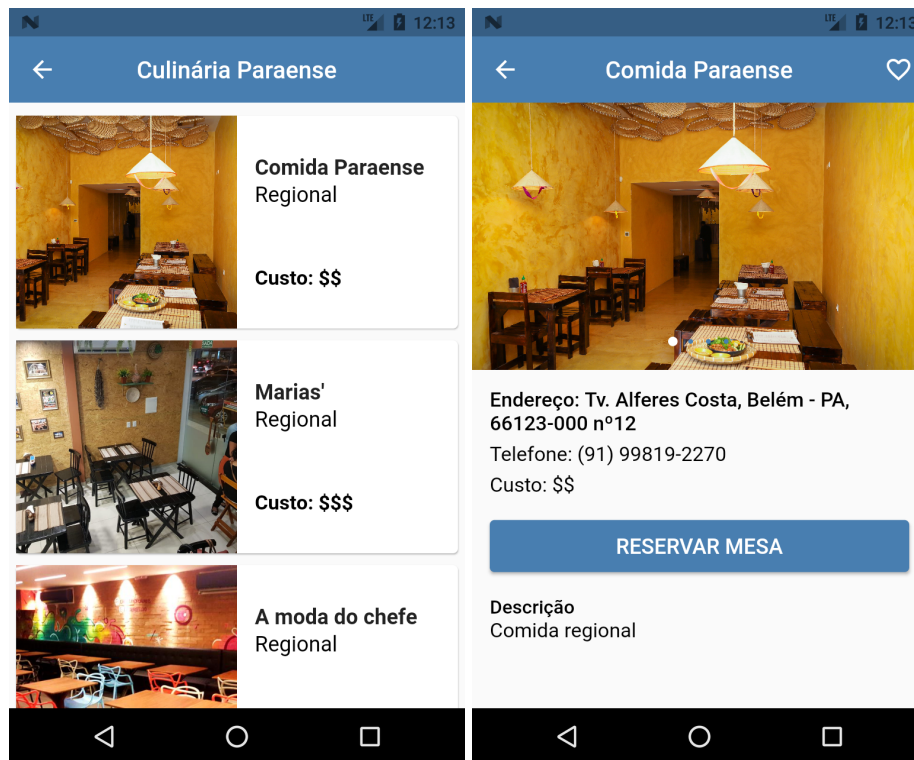 LTE 12:13
Culinária Paraense
Comida Paraense
Regional
Custo: $$
Marias'
Regional
Custo: $$$
A moda do chefe
Regional
LTE 12:13
Comida Paraense
Endereço: Tv. Alferes Costa, Belém - PA,
66123-000 nº12
Telefone: (91) 99819-2270
Custo: $$
RESERVAR MESA
Descrição
Comida regional